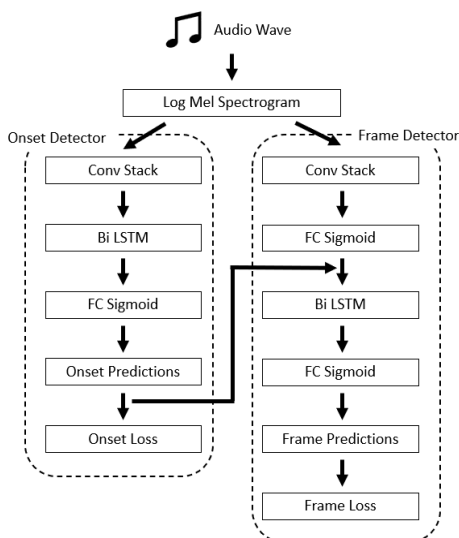 Audio Wave
Log Mel Spectrogram
Onset Detector
Conv Stack
Bi LSTM
FC Sigmoid
Onset Predictions
Onset Loss
Frame Detector
Conv Stack
FC Sigmoid
Bi LSTM
FC Sigmoid
Frame Predictions
Frame Loss